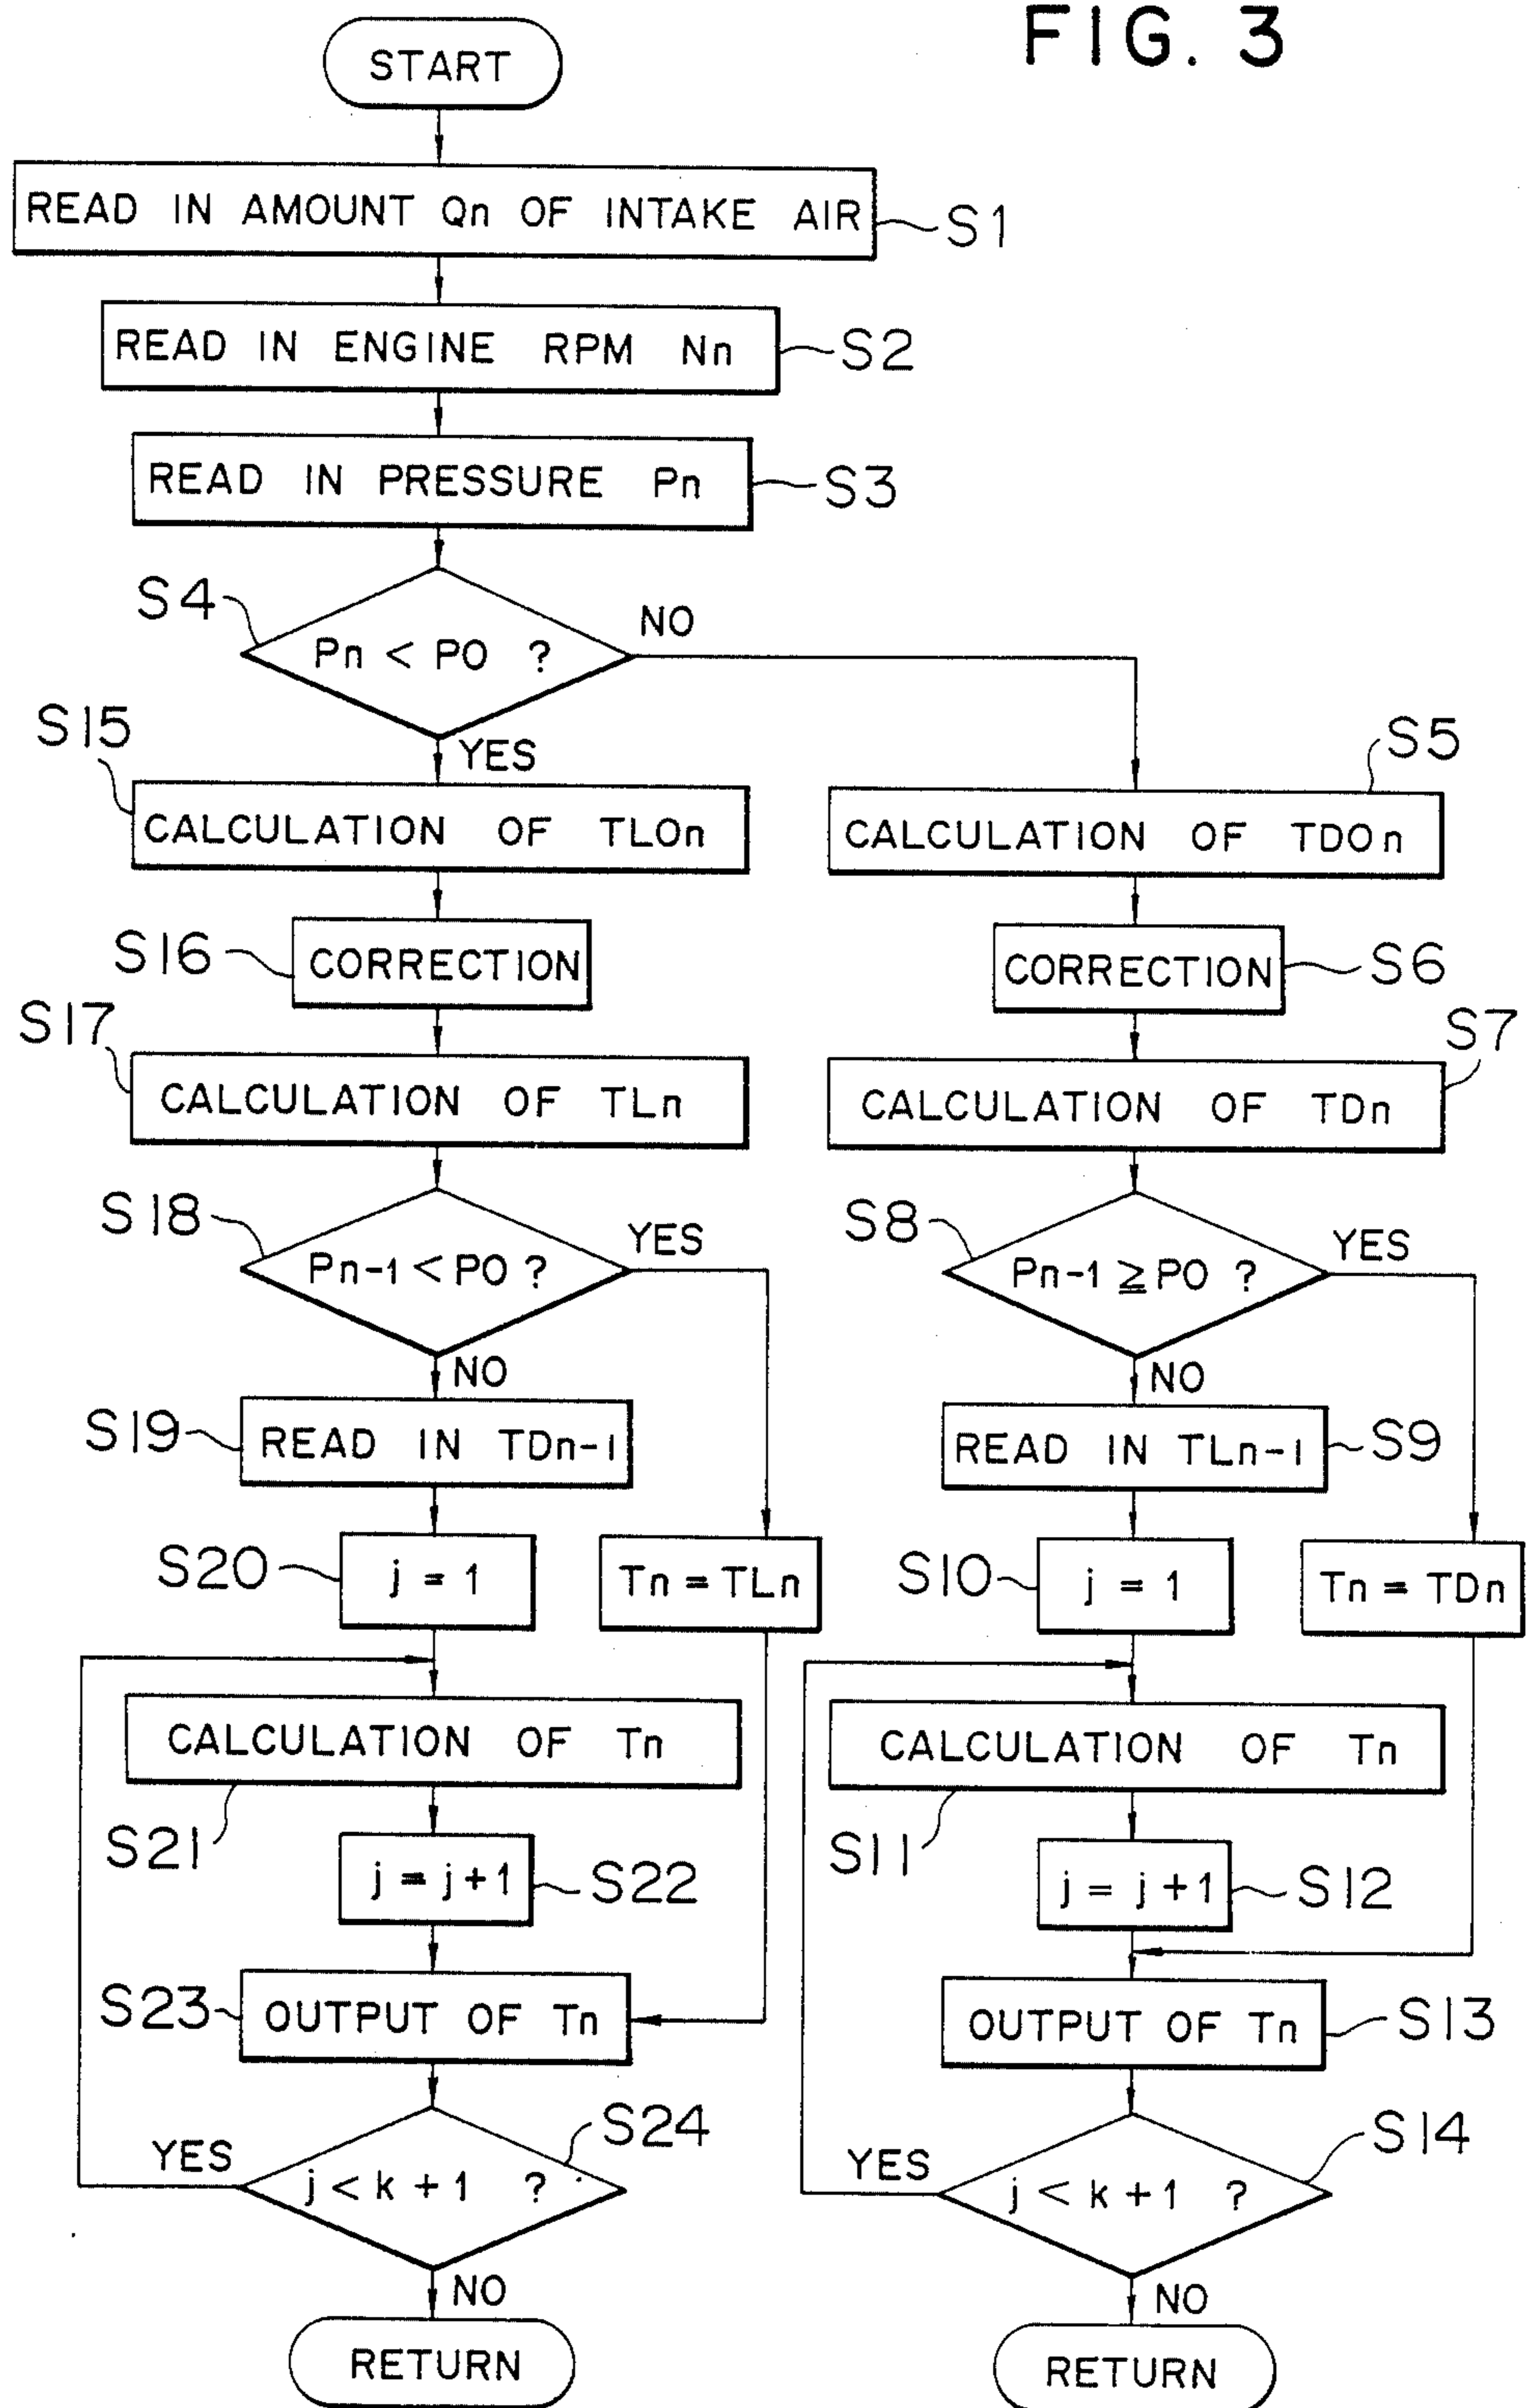 FIG. 3
START
READ IN AMOUNT Qn OF INTAKE AIR
S1
READ IN ENGINE RPM Nn
S2
READ IN PRESSURE Pn
S3
S4
Pn < PO ?
NO
YES
S15
CALCULATION OF TLOn
S16
CORRECTION
S17
CALCULATION OF TLn
S18
Pn-1 < PO ?
YES
NO
S19
READ IN TDn-1
S20
j = 1
Tn = TLn
CALCULATION OF Tn
S21
j = j+1
S22
S23
OUTPUT OF Tn
S24
YES
j < k + 1 ?
NO
RETURN
S5
CALCULATION OF TDOn
CORRECTION
S6
S7
CALCULATION OF TDn
S8
Pn-1 ≧ PO ?
YES
NO
READ IN TLn-1
S9
S10
j = 1
Tn = TDn
CALCULATION OF Tn
S11
j = j +1
S12
OUTPUT OF Tn
S13
S14
YES
j < k + 1 ?
NO
RETURN